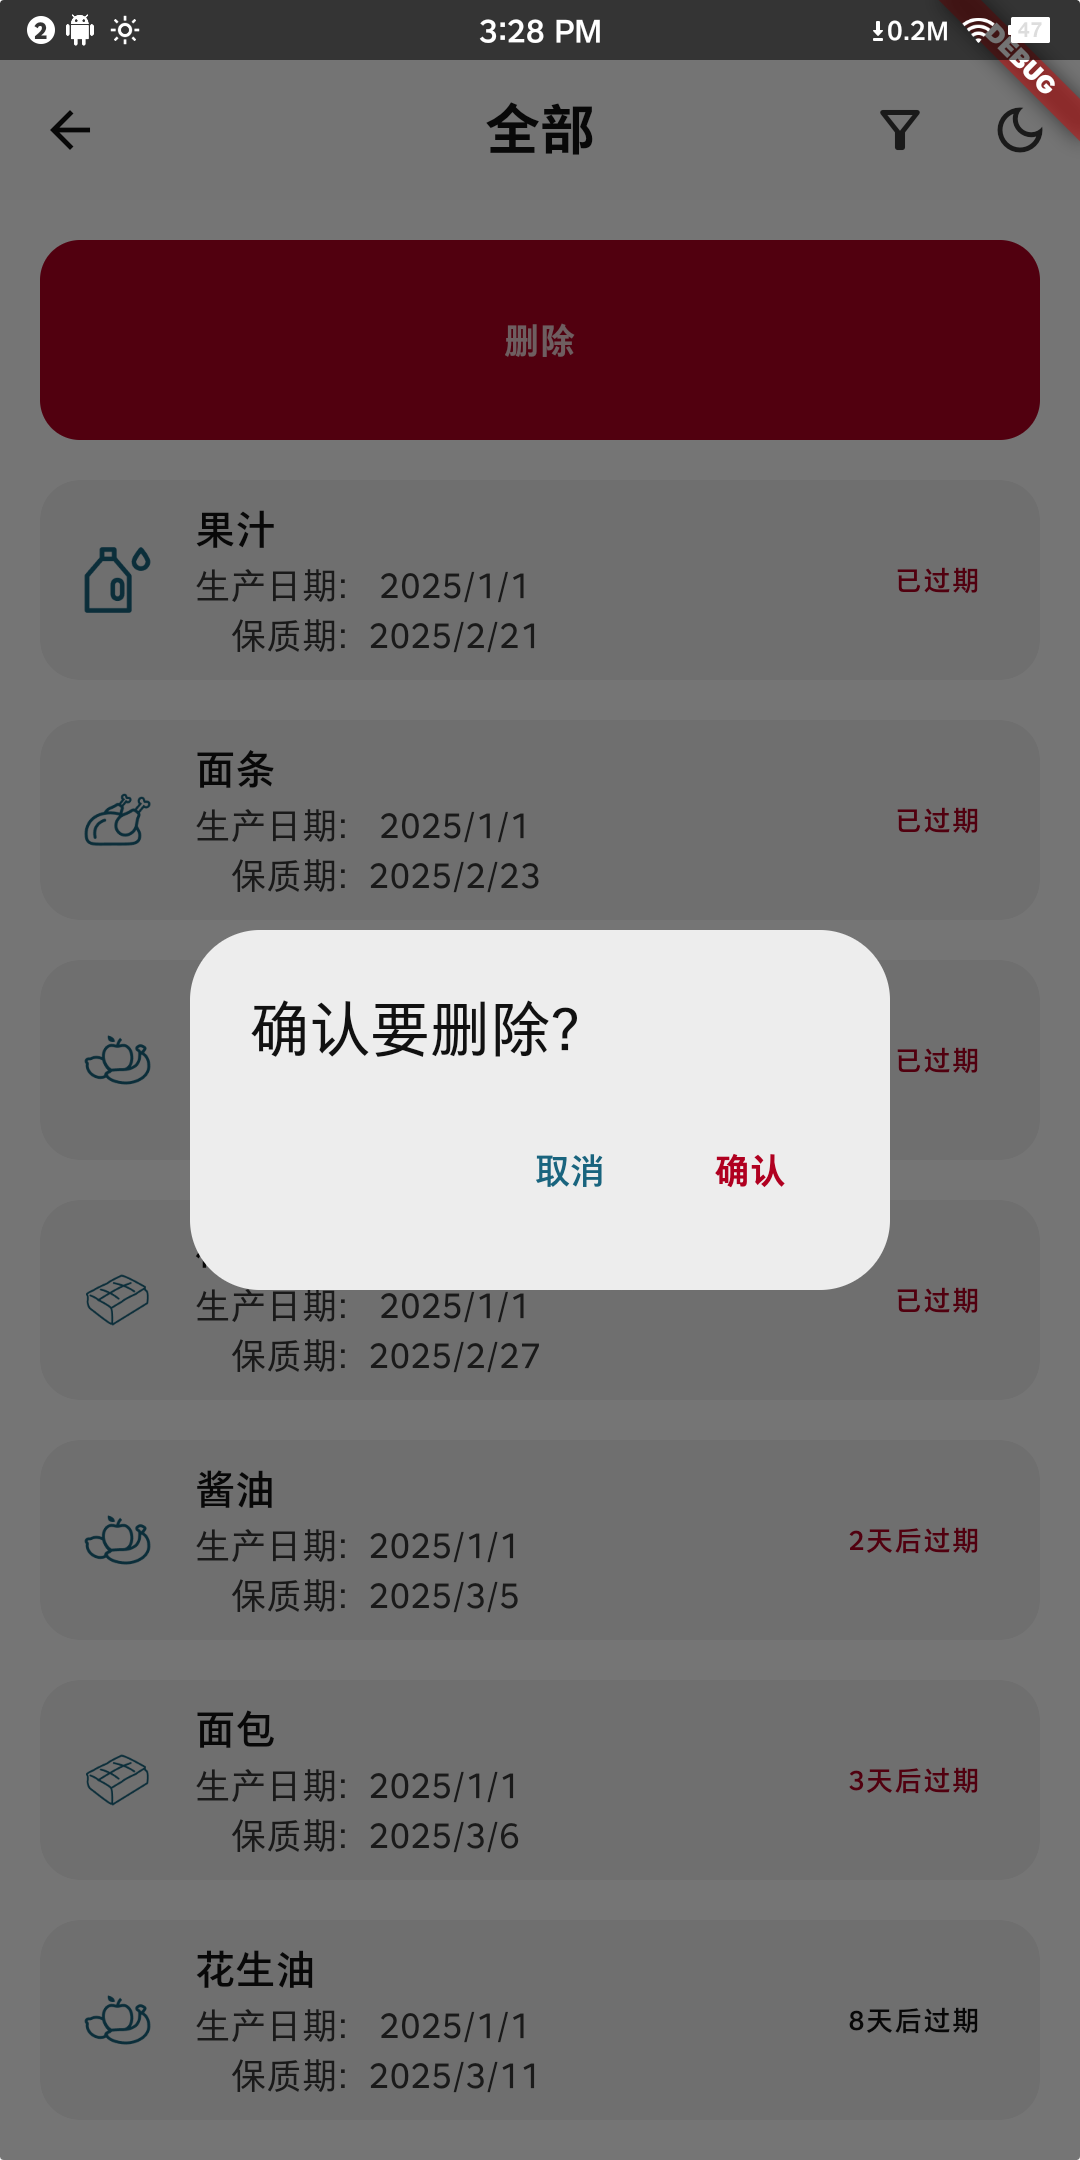 2 3:28 PM 0.2M 47
DEBUG
全部
删除
果汁
生产日期: 2025/1/1
保质期: 2025/2/21
已过期
面条
生产日期: 2025/1/1
保质期: 2025/2/23
已过期
确认要删除?
取消 确认
已过期
生产日期: 2025/1/1
保质期: 2025/2/27
已过期
酱油
生产日期: 2025/1/1
保质期: 2025/3/5
2天后过期
面包
生产日期: 2025/1/1
保质期: 2025/3/6
3天后过期
花生油
生产日期: 2025/1/1
保质期: 2025/3/11
8天后过期